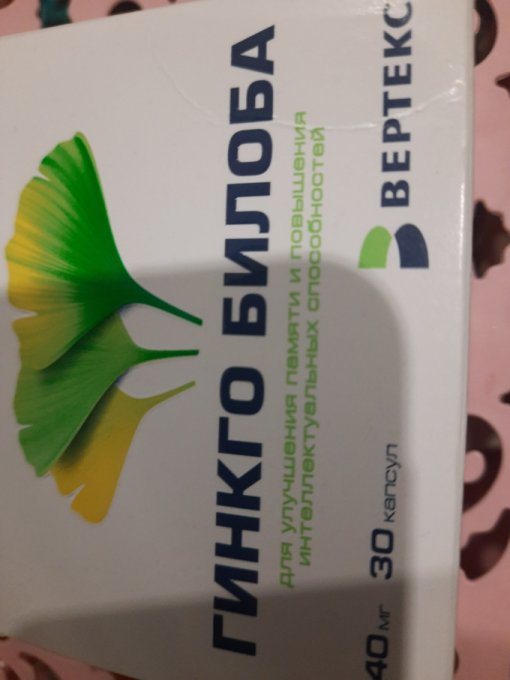 ГИНКГО БИЛОБА
для улучшения памяти и повышения
интеллектуальных способностей
ВЕРТЕКС
40 мг 30 капсул